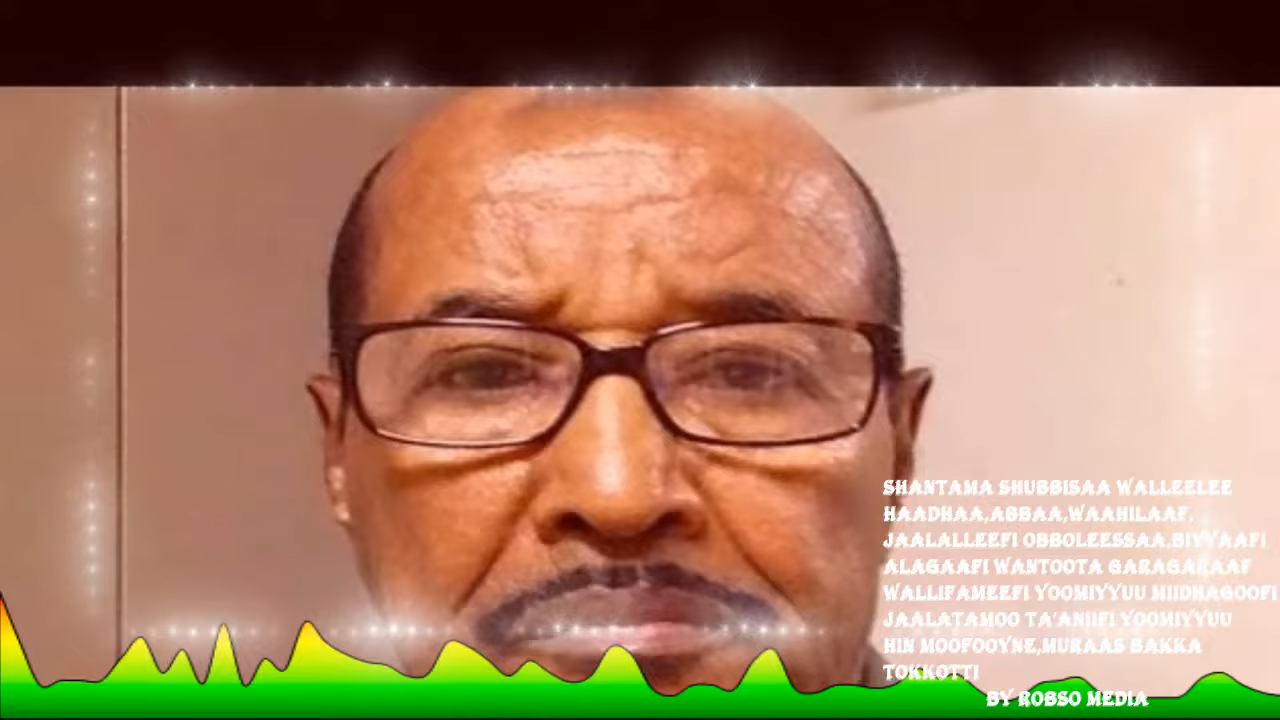 SHANTAMA SHUBBISAA WALLEELEE
HAADHAA,ABBAA,WAAHILAAF,
JAALALLEEFI OBBOLEESSAA,BIYYAAFI
ALAGAAFI WANTOOTA GARAGARAAF
WALLIFAMEEFI YOOMIYYUU MIIDHAGOOFI
JAALATAMOO TA'ANIIFI YOOMIYYUU
HIN MOOFOOYNE,MURAAS BAKKA
TOKKOTTI
BY ROBSO MEDIA